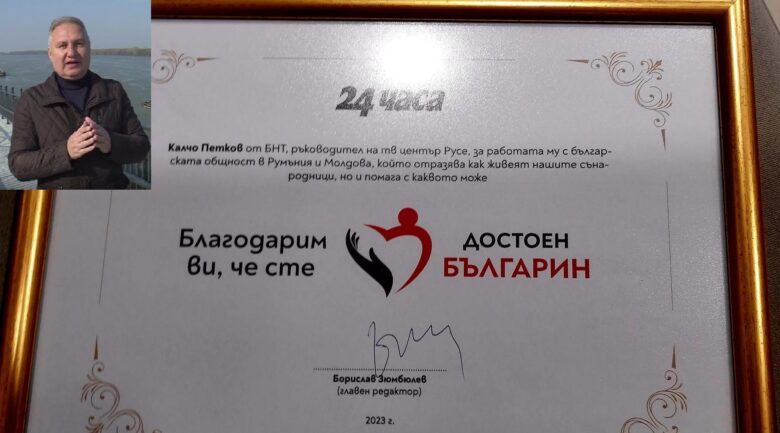 24 часа
Калчо Петков от БНТ, ръководител на тв център Русе, за работата му с българ-
ската общност в Румъния и Молдова, който отразява как живеят нашите съна-
родници, но и помага с каквото може
Благодарим
ви, че сте
ДОСТОЕН
БЪЛГАРИН
Борислав Зюмбюлев
(главен редактор)
2023 г.